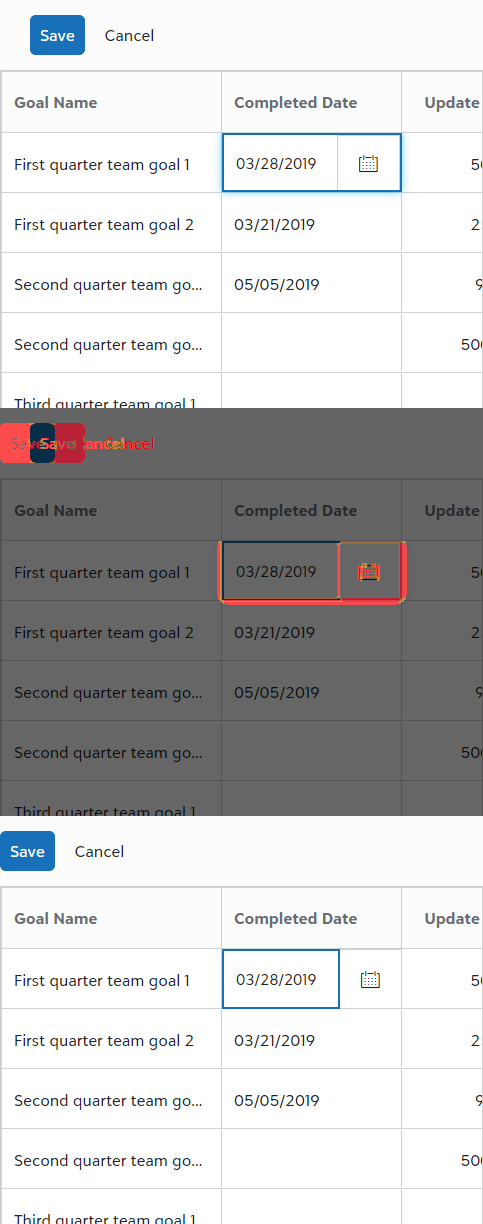 Save Cancel
Goal Name Completed Date Update
First quarter team goal 1 03/28/2019 50
First quarter team goal 2 03/21/2019 2
Second quarter team go... 05/05/2019 9
Second quarter team go... 500
Third quarter team goal 1
Save Save Cancel Cancel
Goal Name Completed Date Update
First quarter team goal 1 03/28/2019 50
First quarter team goal 2 03/21/2019 2
Second quarter team go... 05/05/2019 9
Second quarter team go... 500
Third quarter team goal 1
Save Cancel
Goal Name Completed Date Update
First quarter team goal 1 03/28/2019 50
First quarter team goal 2 03/21/2019 2
Second quarter team go... 05/05/2019 9
Second quarter team go... 500
Third quarter team goal 1